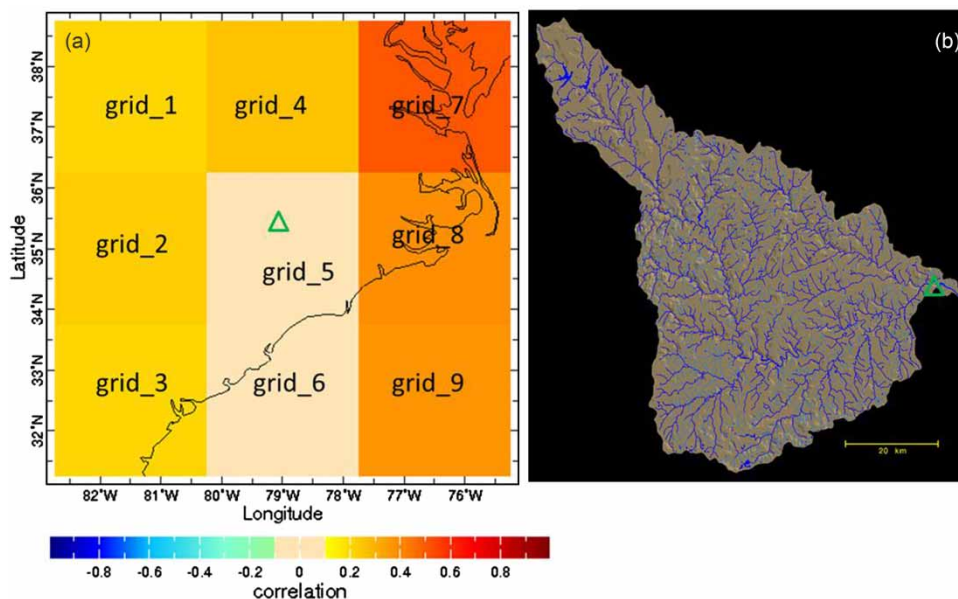 (a)
(b)
38°N
37°N
36°N
35°N
34°N
33°N
32°N
Latitude
grid_1
grid_4
grid_7
grid_2
grid_5
grid_8
grid_3
grid_6
grid_9
82°W 81°W 80°W 79°W 78°W 77°W 76°W
Longitude
20 km
-0.8 -0.6 -0.4 -0.2 0 0.2 0.4 0.6 0.8
correlation